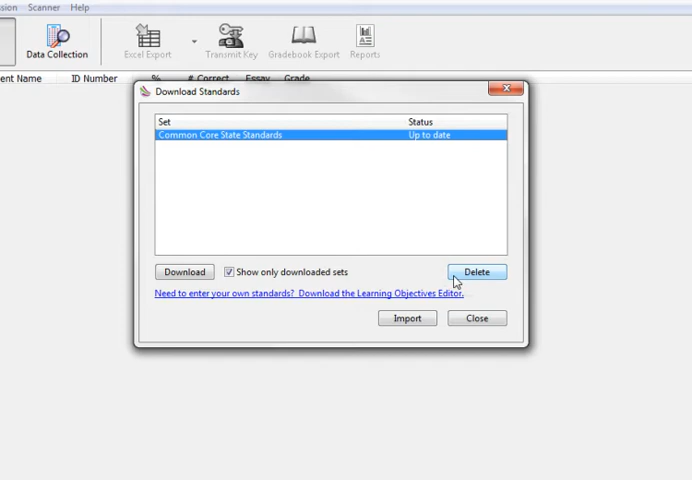 sion Scanner Help
Data Collection Excel Export Transmit Key Gradebook Export Reports
ent Name ID Number % # Correct Essay Grade
Download Standards
Set Status
Common Core State Standards Up to date
Download Show only downloaded sets Delete
Need to enter your own standards? Download the Learning Objectives Editor.
Import Close